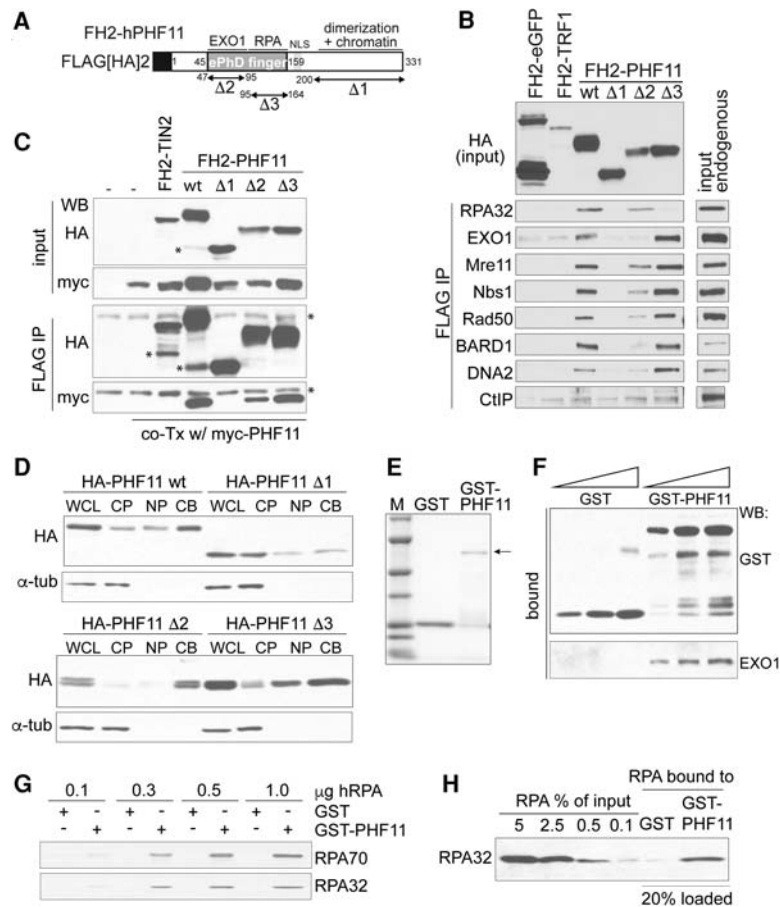 A
FH2-hPHF11
FLAG[HA]2
1
45
EXO1
RPA
NLS
dimerization
+ chromatin
ePhD finger
159
331
47
95
Δ2
95
164
Δ3
200
Δ1
B
FH2-eGFP
FH2-TRF1
FH2-PHF11
wt Δ1 Δ2 Δ3
HA
(input)
input
endogenous
FLAG IP
RPA32
EXO1
Mre11
Nbs1
Rad50
BARD1
DNA2
CtIP
C
FH2-TIN2
FH2-PHF11
- - wt Δ1 Δ2 Δ3
WB
input
HA
*
myc
FLAG IP
HA
*
*
*
myc
*
co-Tx w/ myc-PHF11
D
HA-PHF11 wt HA-PHF11 Δ1
WCL CP NP CB WCL CP NP CB
HA
α-tub
HA-PHF11 Δ2 HA-PHF11 Δ3
WCL CP NP CB WCL CP NP CB
HA
α-tub
E
M GST GST-
PHF11
F
GST GST-PHF11
WB:
bound
GST
EXO1
G
0.1 0.3 0.5 1.0 μg hRPA
+ - + - + - + - GST
- + - + - + - + GST-PHF11
RPA70
RPA32
H
RPA % of input
5 2.5 0.5 0.1
RPA bound to
GST
GST-
PHF11
RPA32
20% loaded